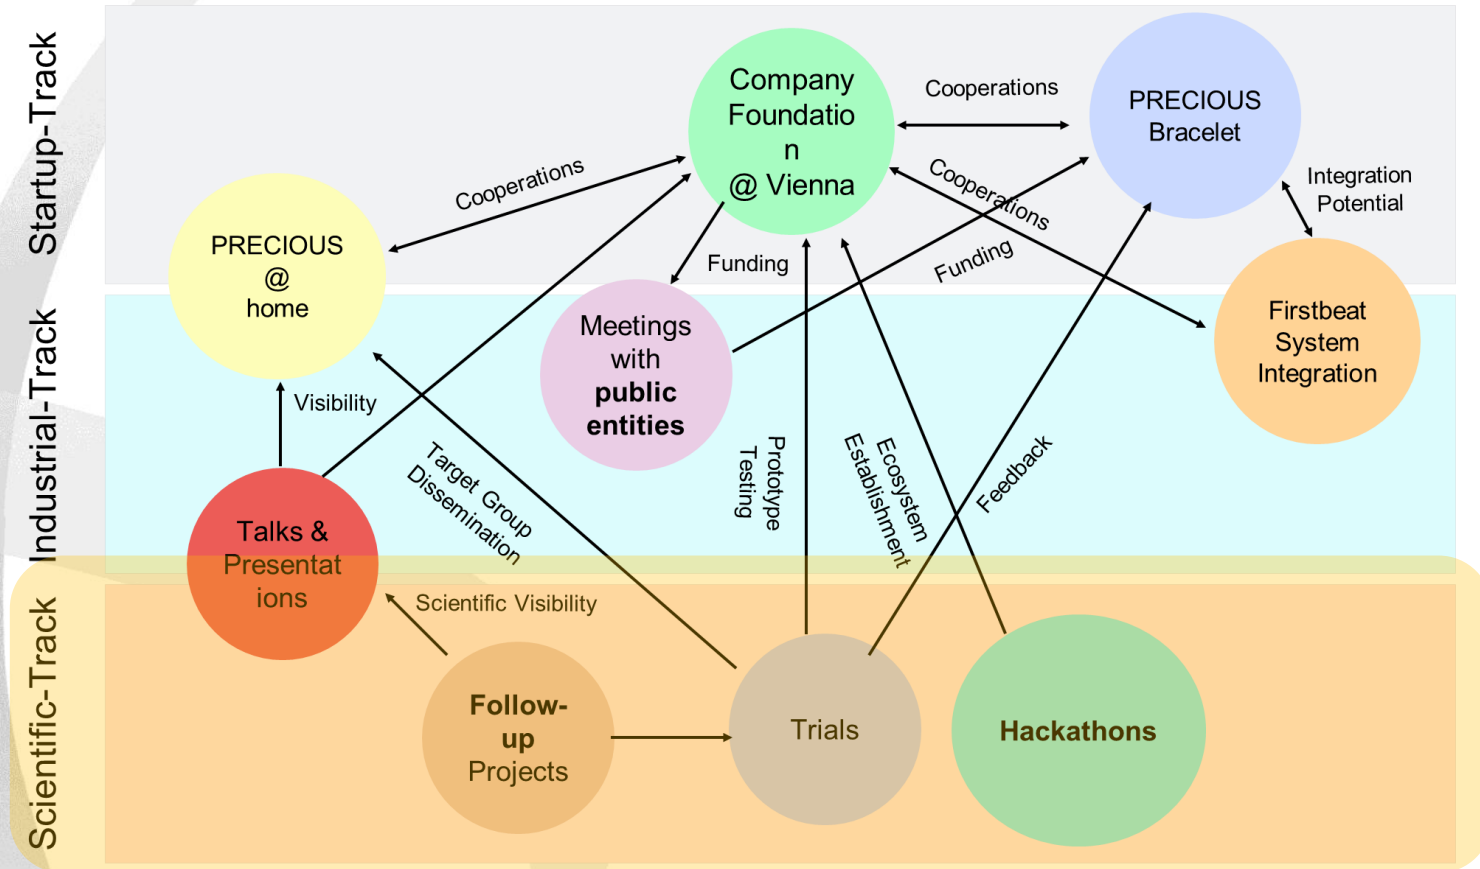 Startup-Track
Company
Foundatio
n
@ Vienna
Cooperations
PRECIOUS
Bracelet
Cooperations
Cooperations
Integration
Potential
PRECIOUS
@
home
Funding
Funding
Industrial-Track
Meetings
with
public
entities
Firstbeat
System
Integration
Visibility
Target Group
Dissemination
Prototype
Testing
Ecosystem
Establishment
Feedback
Talks &
Presentat
ions
Scientific-Track
Scientific Visibility
Follow-
up
Projects
Trials
Hackathons